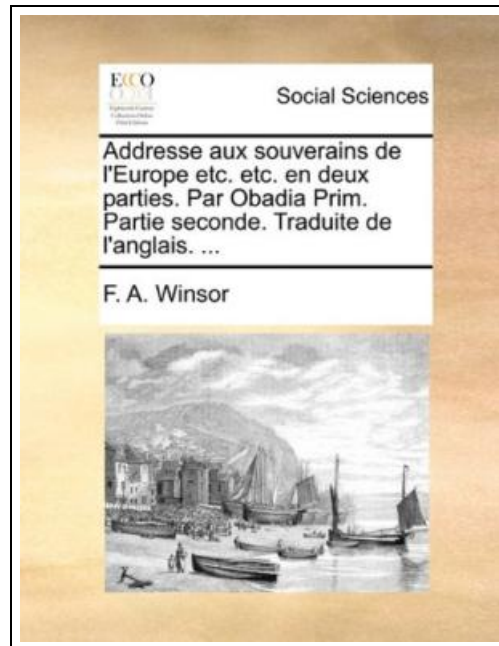 ECCO
Social Sciences
Addresse aux souverains de
l'Europe etc. etc. en deux
parties. Par Obadia Prim.
Partie seconde. Traduite de
l'anglais. ...
F. A. Winsor